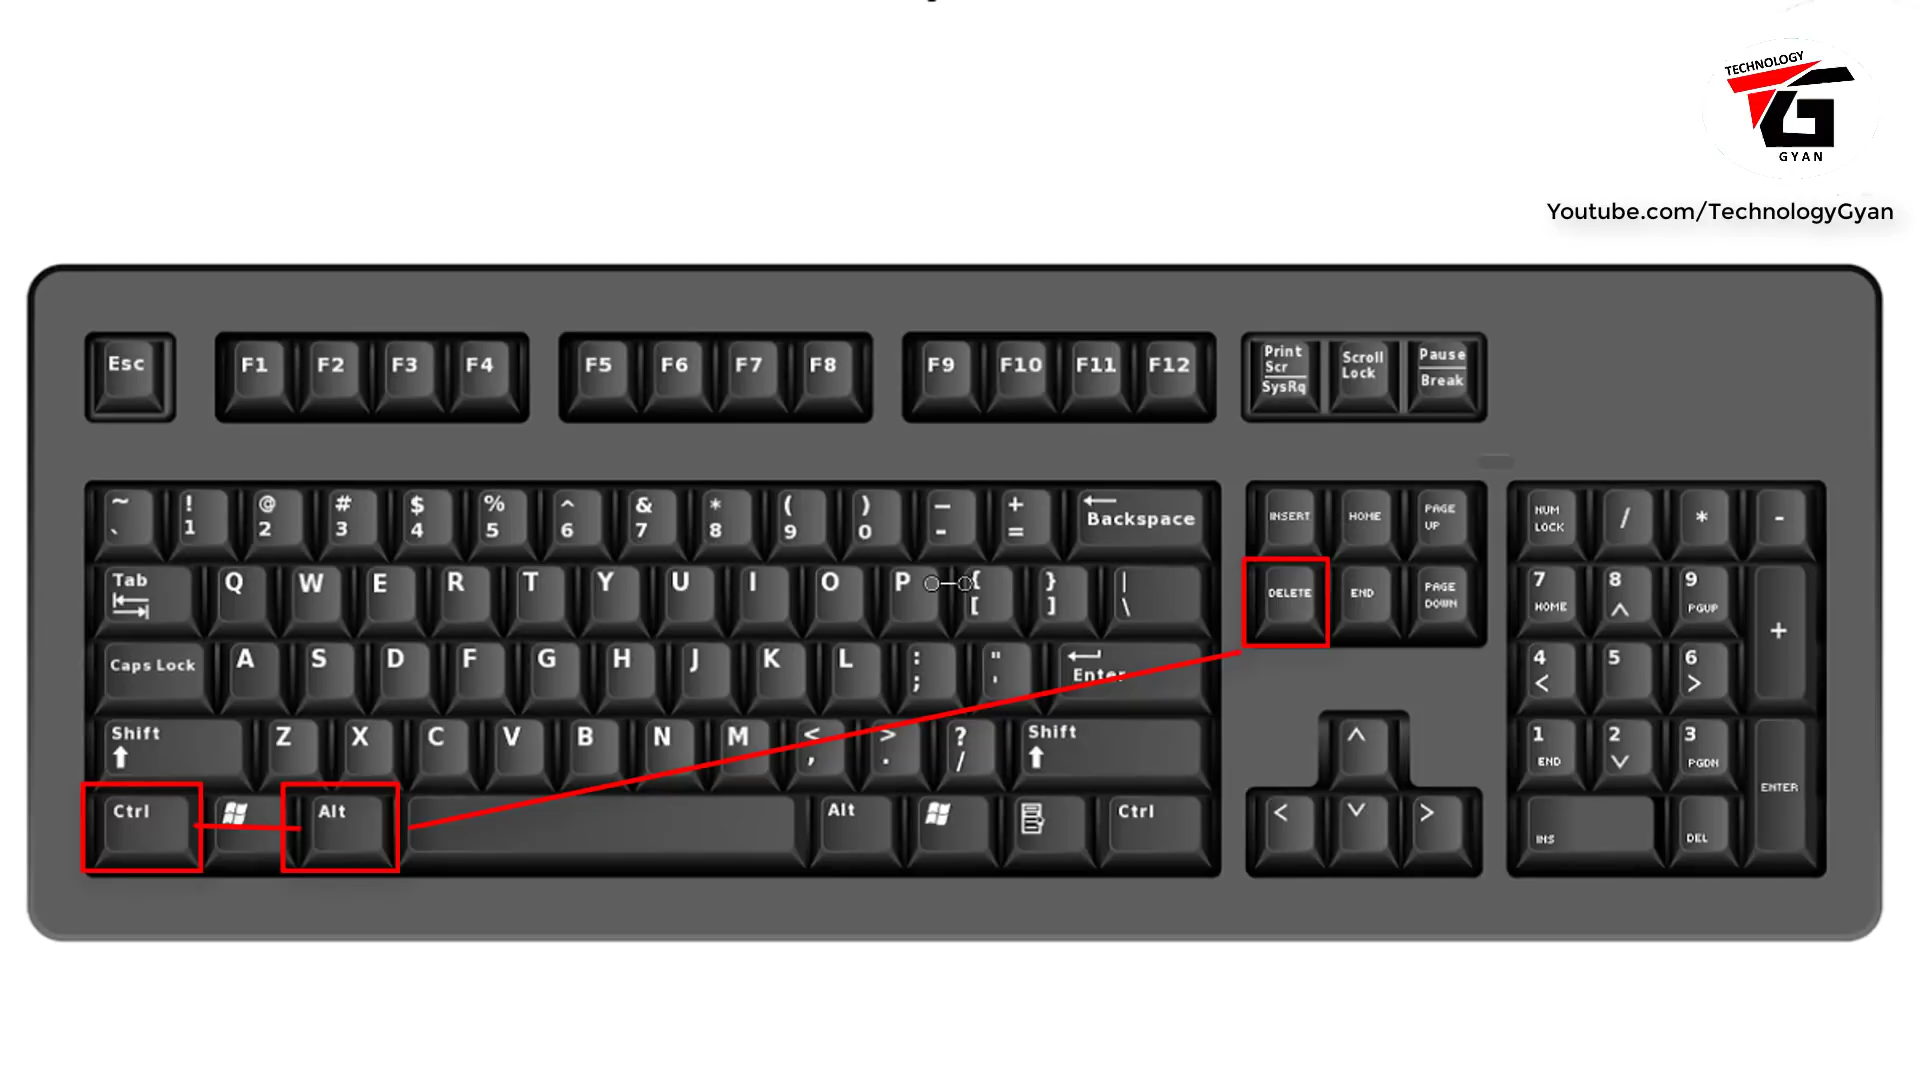 TECHNOLOGY
GYAN
Youtube.com/TechnologyGyan
Esc F1 F2 F3 F4 F5 F6 F7 F8 F9 F10 F11 F12 Print Scr SysRq Scroll Lock Pause Break
~ ! @ # $ % ^ & * ( ) _ +
` 1 2 3 4 5 6 7 8 9 0 - = Backspace INSERT HOME PAGE UP NUM LOCK / * -
Tab Q W E R T Y U I O P { } |
[ ] \ DELETE END PAGE DOWN 7 HOME 8 9 PGUP +
Caps Lock A S D F G H J K L : "
; ' Enter 4 < 5 6 >
Shift Z X C V B N M < > ? Shift
, . / ^ 1 END 2 3 PGDN ENTER
Ctrl Alt Alt Ctrl < > INS DEL